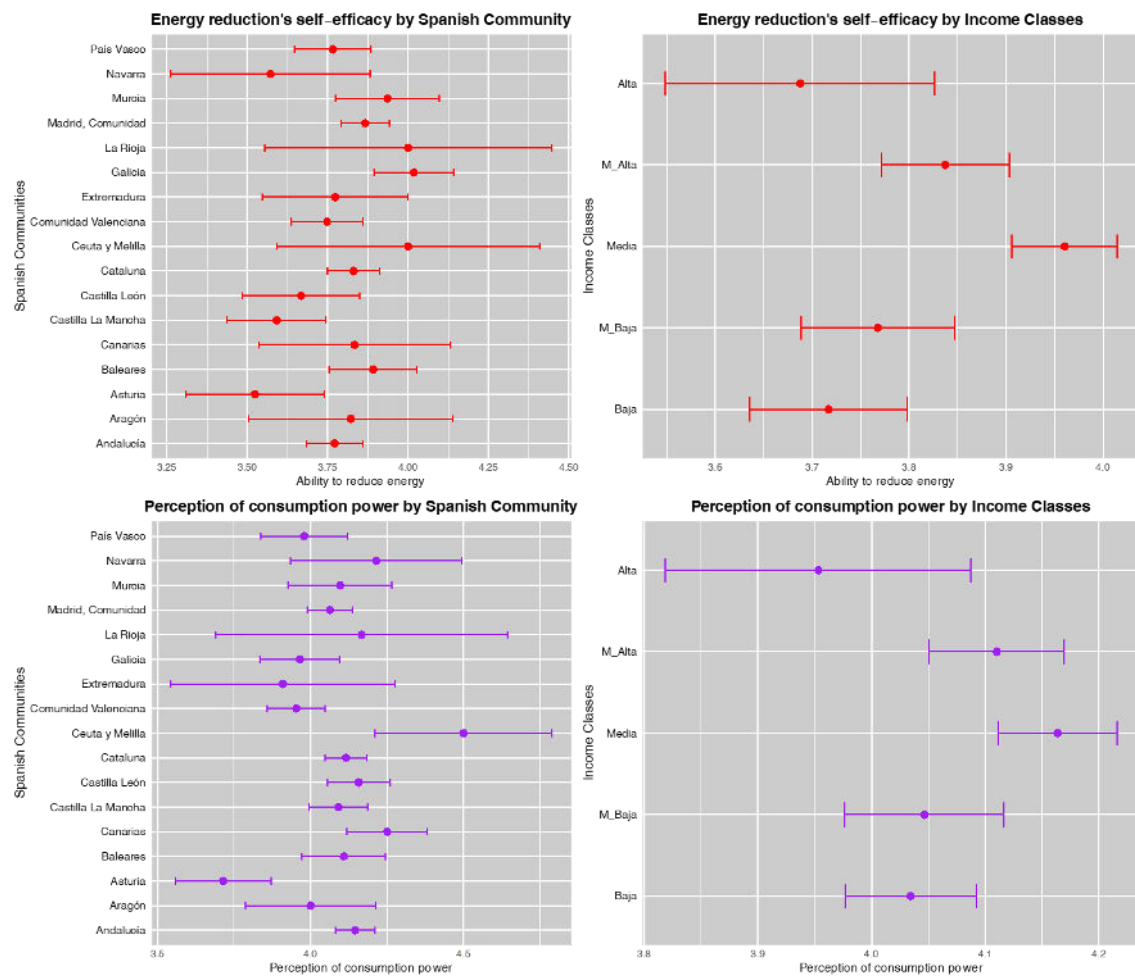 Energy reduction's self-efficacy by Spanish Community
Spanish Communities
País Vasco
Navarra
Murcia
Madrid, Comunidad
La Rioja
Galicia
Extremadura
Comunidad Valenciana
Ceuta y Melilla
Cataluna
Castilla León
Castilla La Mancha
Canarias
Baleares
Asturia
Aragón
Andalucía
3.25 3.50 3.75 4.00 4.25 4.50
Ability to reduce energy
Energy reduction's self-efficacy by Income Classes
Income Classes
Alta
M_Alta
Media
M_Baja
Baja
3.6 3.7 3.8 3.9 4.0
Ability to reduce energy
Perception of consumption power by Spanish Community
Spanish Communities
País Vasco
Navarra
Murcia
Madrid, Comunidad
La Rioja
Galicia
Extremadura
Comunidad Valenciana
Ceuta y Melilla
Cataluna
Castilla León
Castilla La Mancha
Canarias
Baleares
Asturia
Aragón
Andalucía
3.5 4.0 4.5
Perception of consumption power
Perception of consumption power by Income Classes
Income Classes
Alta
M_Alta
Media
M_Baja
Baja
3.8 3.9 4.0 4.1 4.2
Perception of consumption power